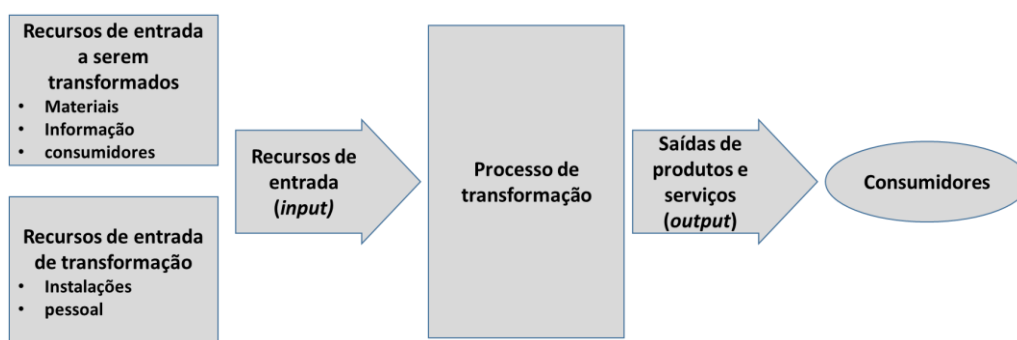 Recursos de entrada
a serem
transformados
• Materiais
• Informação
• consumidores
Recursos de entrada
de transformação
• Instalações
• pessoal
Recursos de
entrada
(input)
Processo de
transformação
Saídas de
produtos e
serviços
(output)
Consumidores